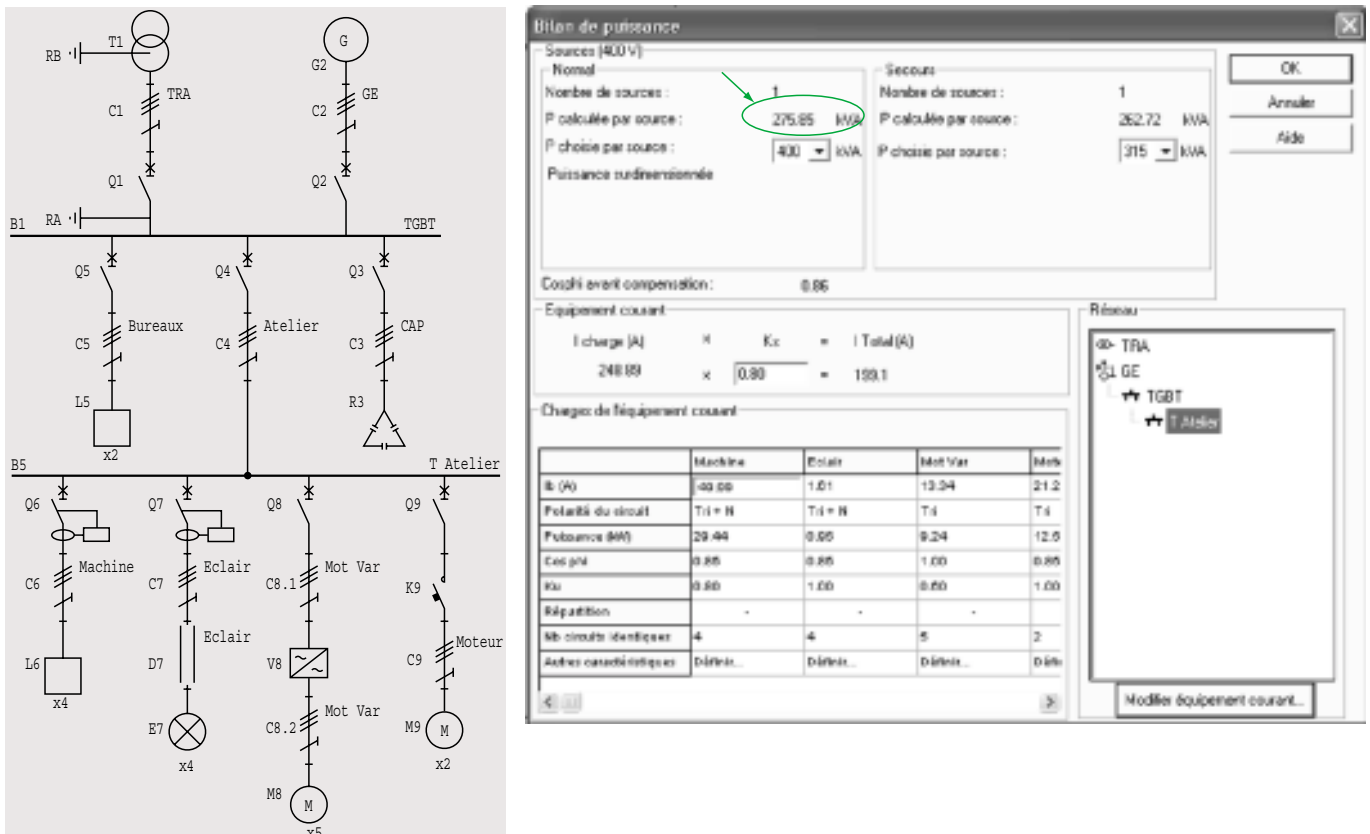 T1
RB
G
G2
C1
TRA
C2
GE
Q1
Q2
RA
B1
TGBT
Q5
Q4
Q3
Bureaux
Atelier
CAP
C5
C4
C3
L5
R3
x2
B5
T Atelier
Q6
Q7
Q8
Q9
Machine
Eclair
Mot Var
C6
C7
C8.1
K9
Eclair
Moteur
L6
D7
V8
C9
x4
Mot Var
E7
C8.2
M9
M
x4
x2
M8
M
x5
Bilan de puissance
Sources (400 V)
Normal
Nombre de sources : 1
P calculée par source : 275.85 kVA
P choisie par source : 400 kVA
Puissance surdimensionnée
Secours
Nombre de sources : 1
P calculée par source : 262.72 kVA
P choisie par source : 315 kVA
OK
Annuler
Aide
Cosphi avant compensation : 0.86
Equipement courant
I charge (A) x Ks = I Total (A)
248.89 x 0.80 = 199.1
Réseau
TRA
GE
TGBT
T Atelier
Charges de l'équipement courant
Machine Eclair Mot Var
Ib (A) 1.61 13.34 21.2
Polarité du circuit Tri + N Tri + N Tri Tri
Puissance (kW) 29.44 0.95 9.24 12.5
Cos phi 0.85 0.85 1.00 0.85
Ku 0.80 1.00 0.60 1.00
Répartition - - -
Nb circuits identiques 4 4 5 2
Autres caractéristiques Définir... Définir... Définir... Défin
Modifier équipement courant...